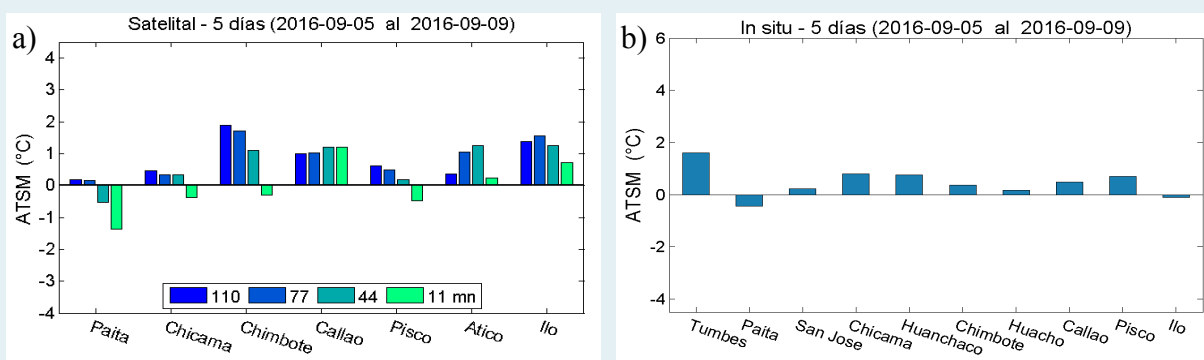 a)
Satelital - 5 días (2016-09-05 al 2016-09-09)
ATSM (°C)
4
3
2
1
0
-1
-2
-3
-4
110 77 44 11 mn
Paita Chicama Chimbote Callao Pisco Atico Ilo
b)
In situ - 5 días (2016-09-05 al 2016-09-09)
ATSM (°C)
6
4
2
0
-2
-4
Tumbes Paita San Jose Chicama Huanchaco Chimbote Huacho Callao Pisco Ilo